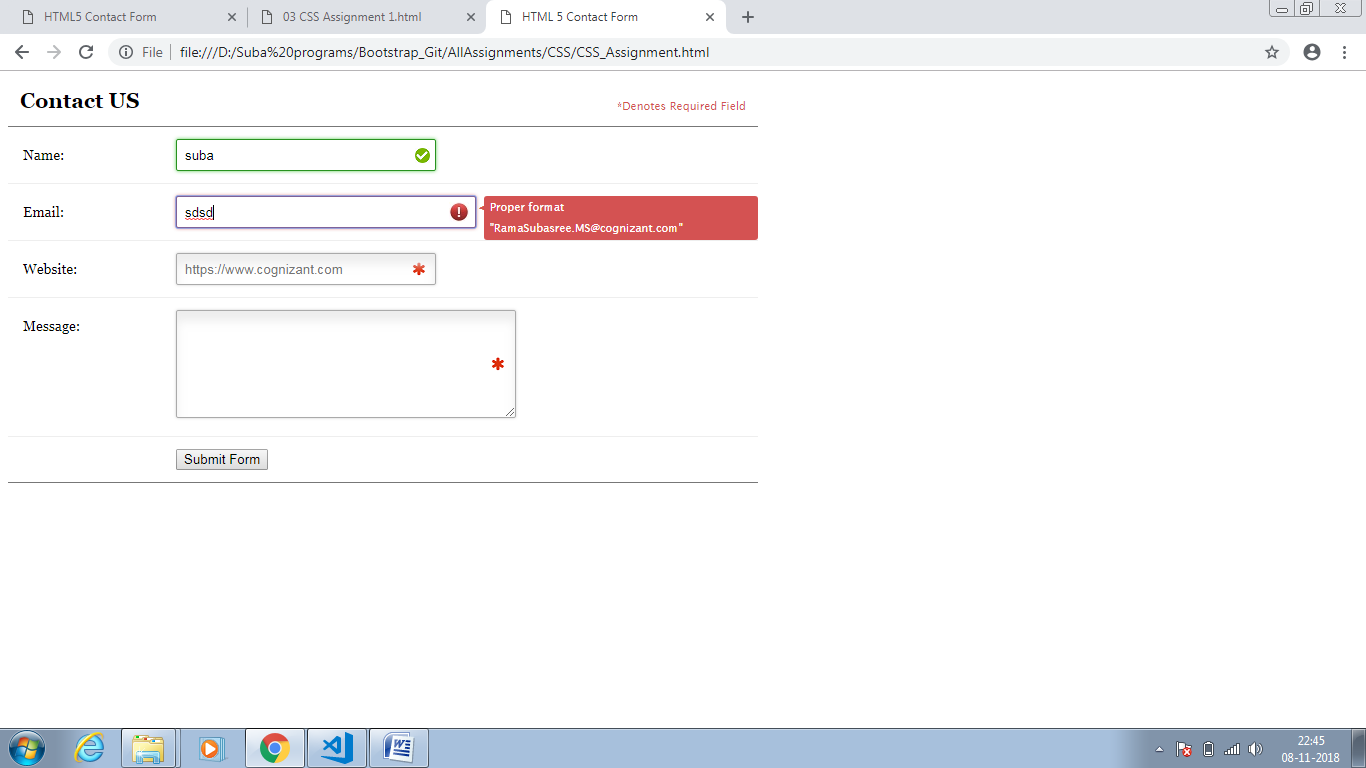 HTML5 Contact Form
03 CSS Assignment 1.html
HTML 5 Contact Form
File file:///D:/Suba%20programs/Bootstrap_Git/AllAssignments/CSS/CSS_Assignment.html
Contact US
*Denotes Required Field
Name: suba
Email: sdsd
Proper format
"RamaSubasree.MS@cognizant.com"
Website: https://www.cognizant.com
Message:
Submit Form
22:45
08-11-2018